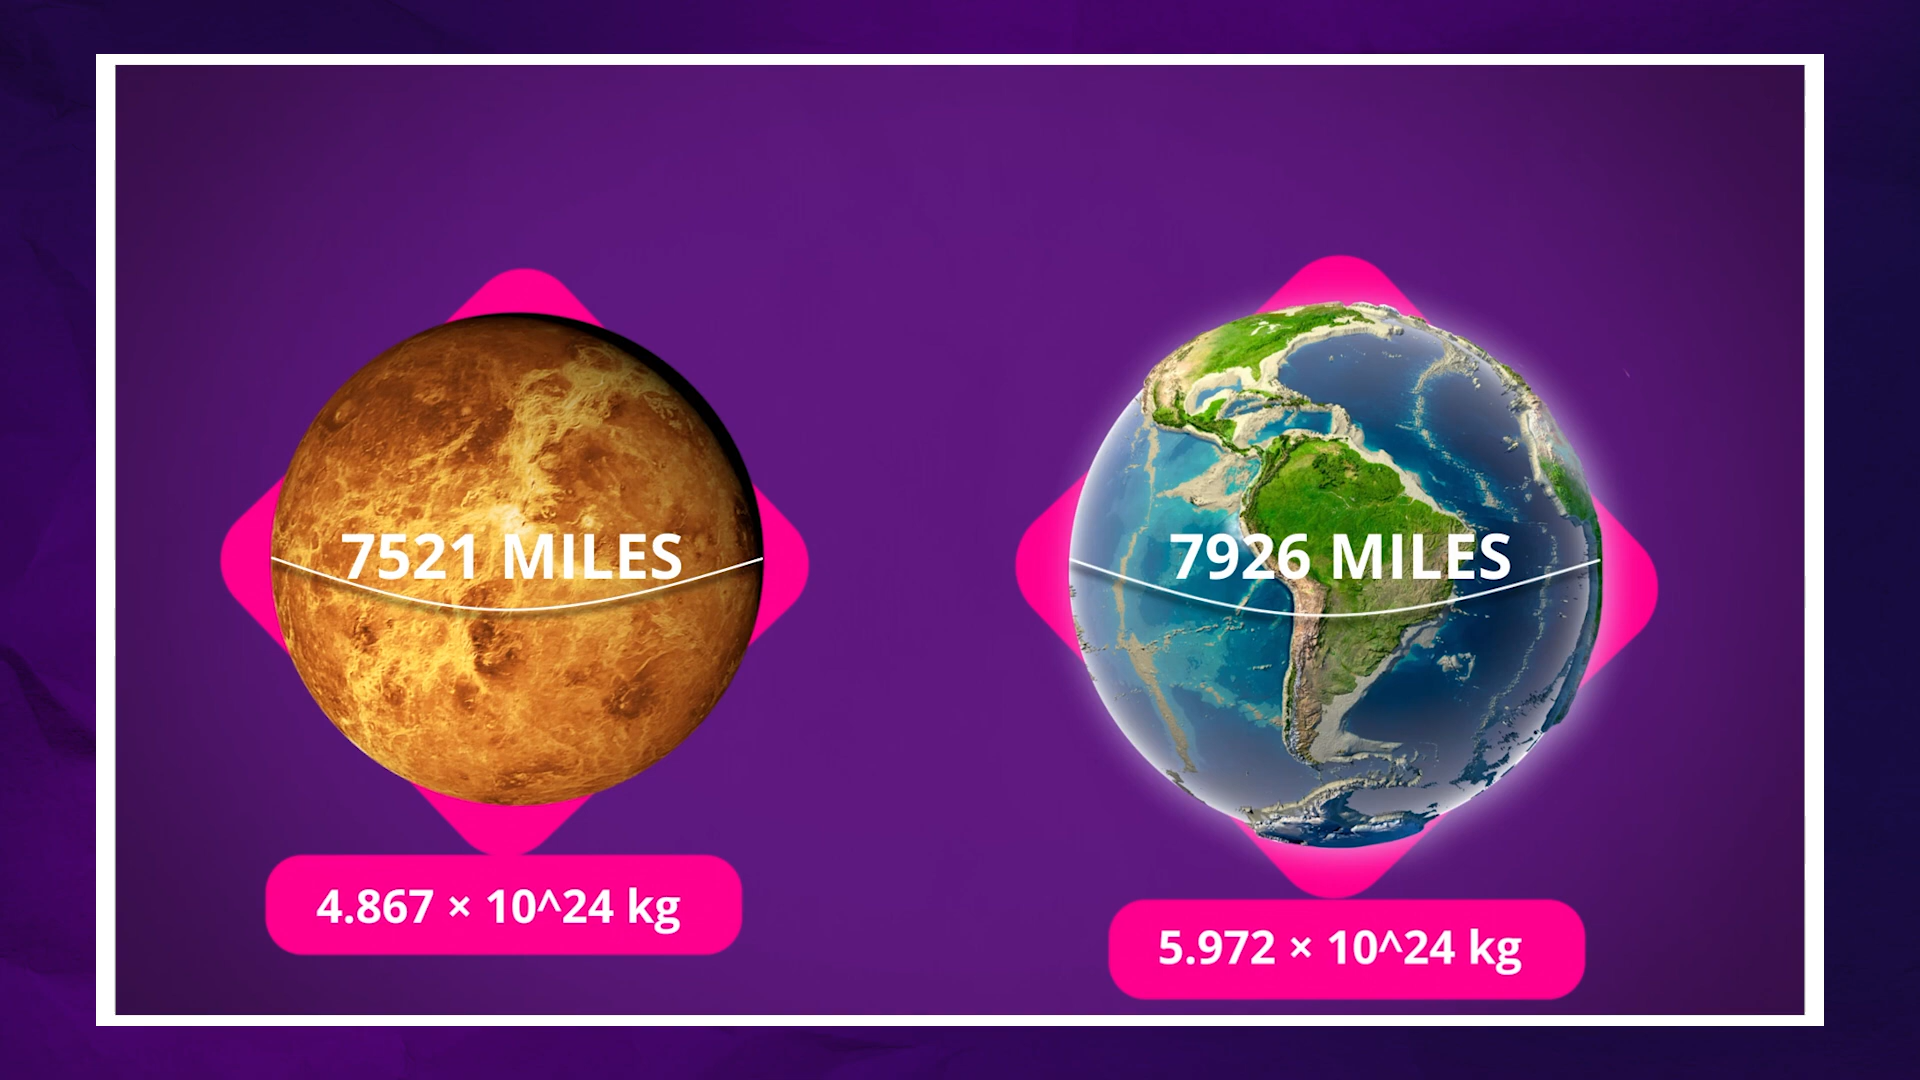 7521 MILES
7926 MILES
4.867 × 10^24 kg
5.972 × 10^24 kg